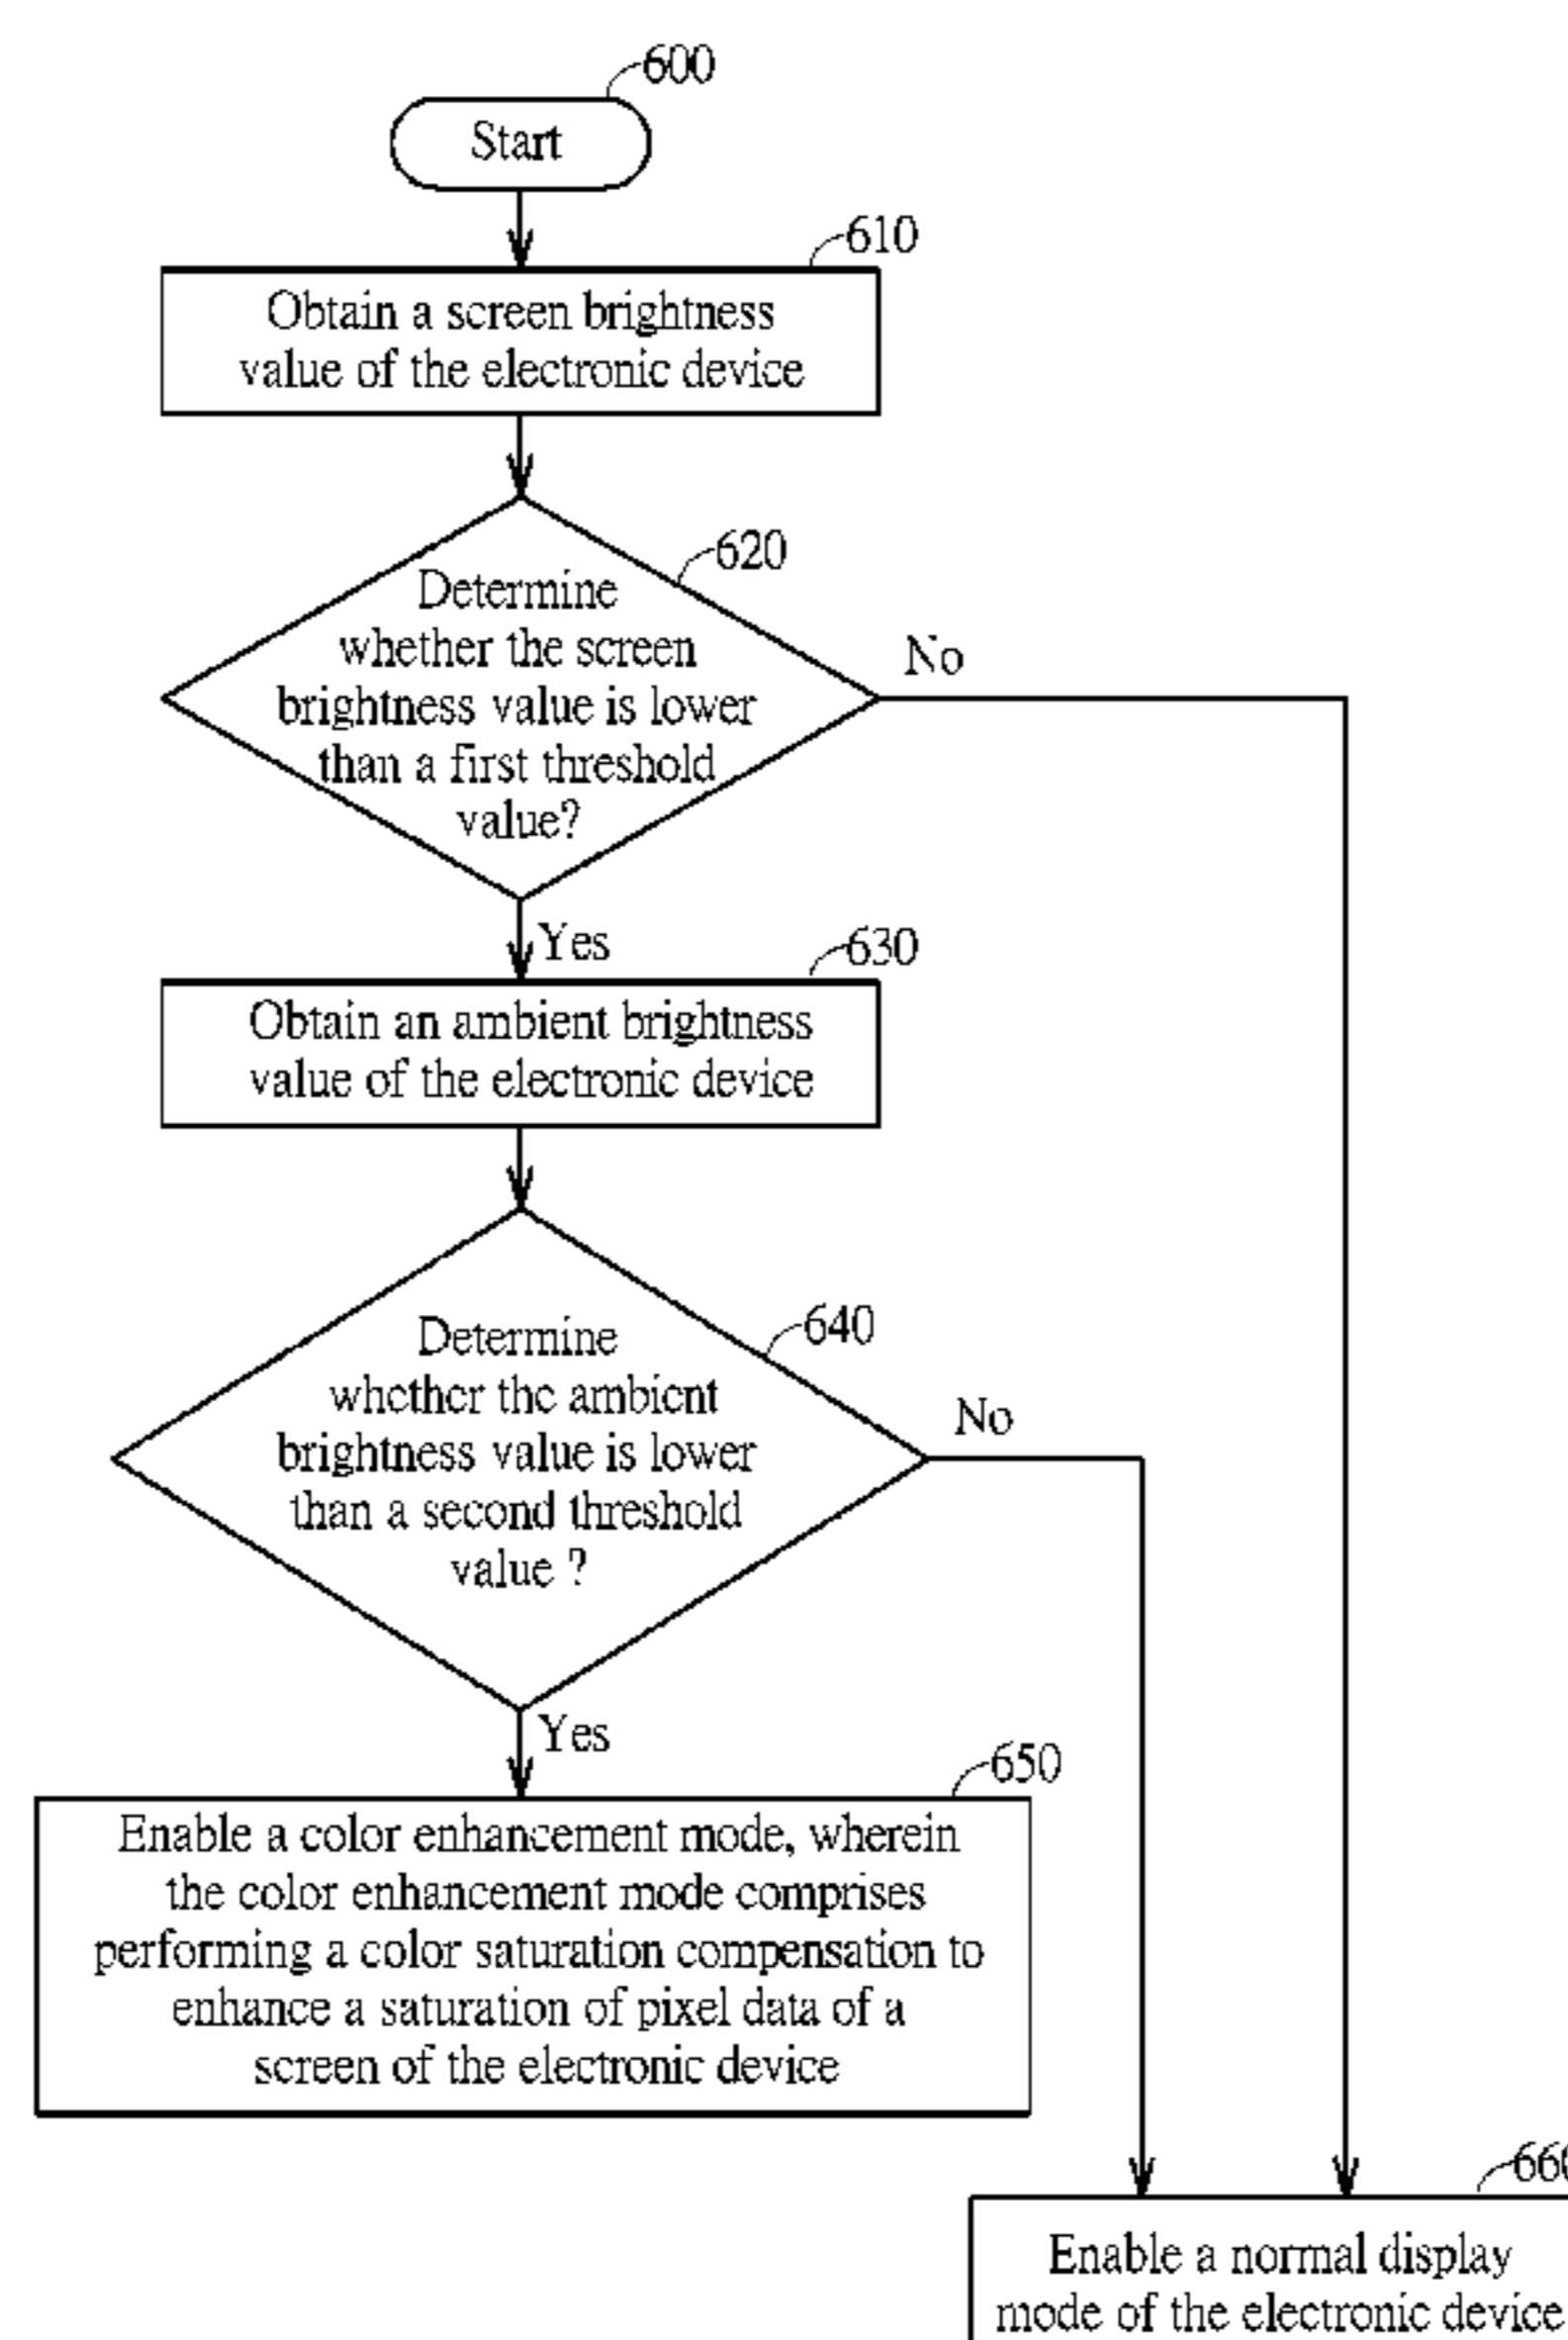 600
Start
610
Obtain a screen brightness
value of the electronic device
620
Determine
whether the screen
brightness value is lower
than a first threshold
value?
No
Yes
630
Obtain an ambient brightness
value of the electronic device
640
Determine
whether the ambient
brightness value is lower
than a second threshold
value ?
No
Yes
650
Enable a color enhancement mode, wherein
the color enhancement mode comprises
performing a color saturation compensation to
enhance a saturation of pixel data of a
screen of the electronic device
660
Enable a normal display
mode of the electronic device